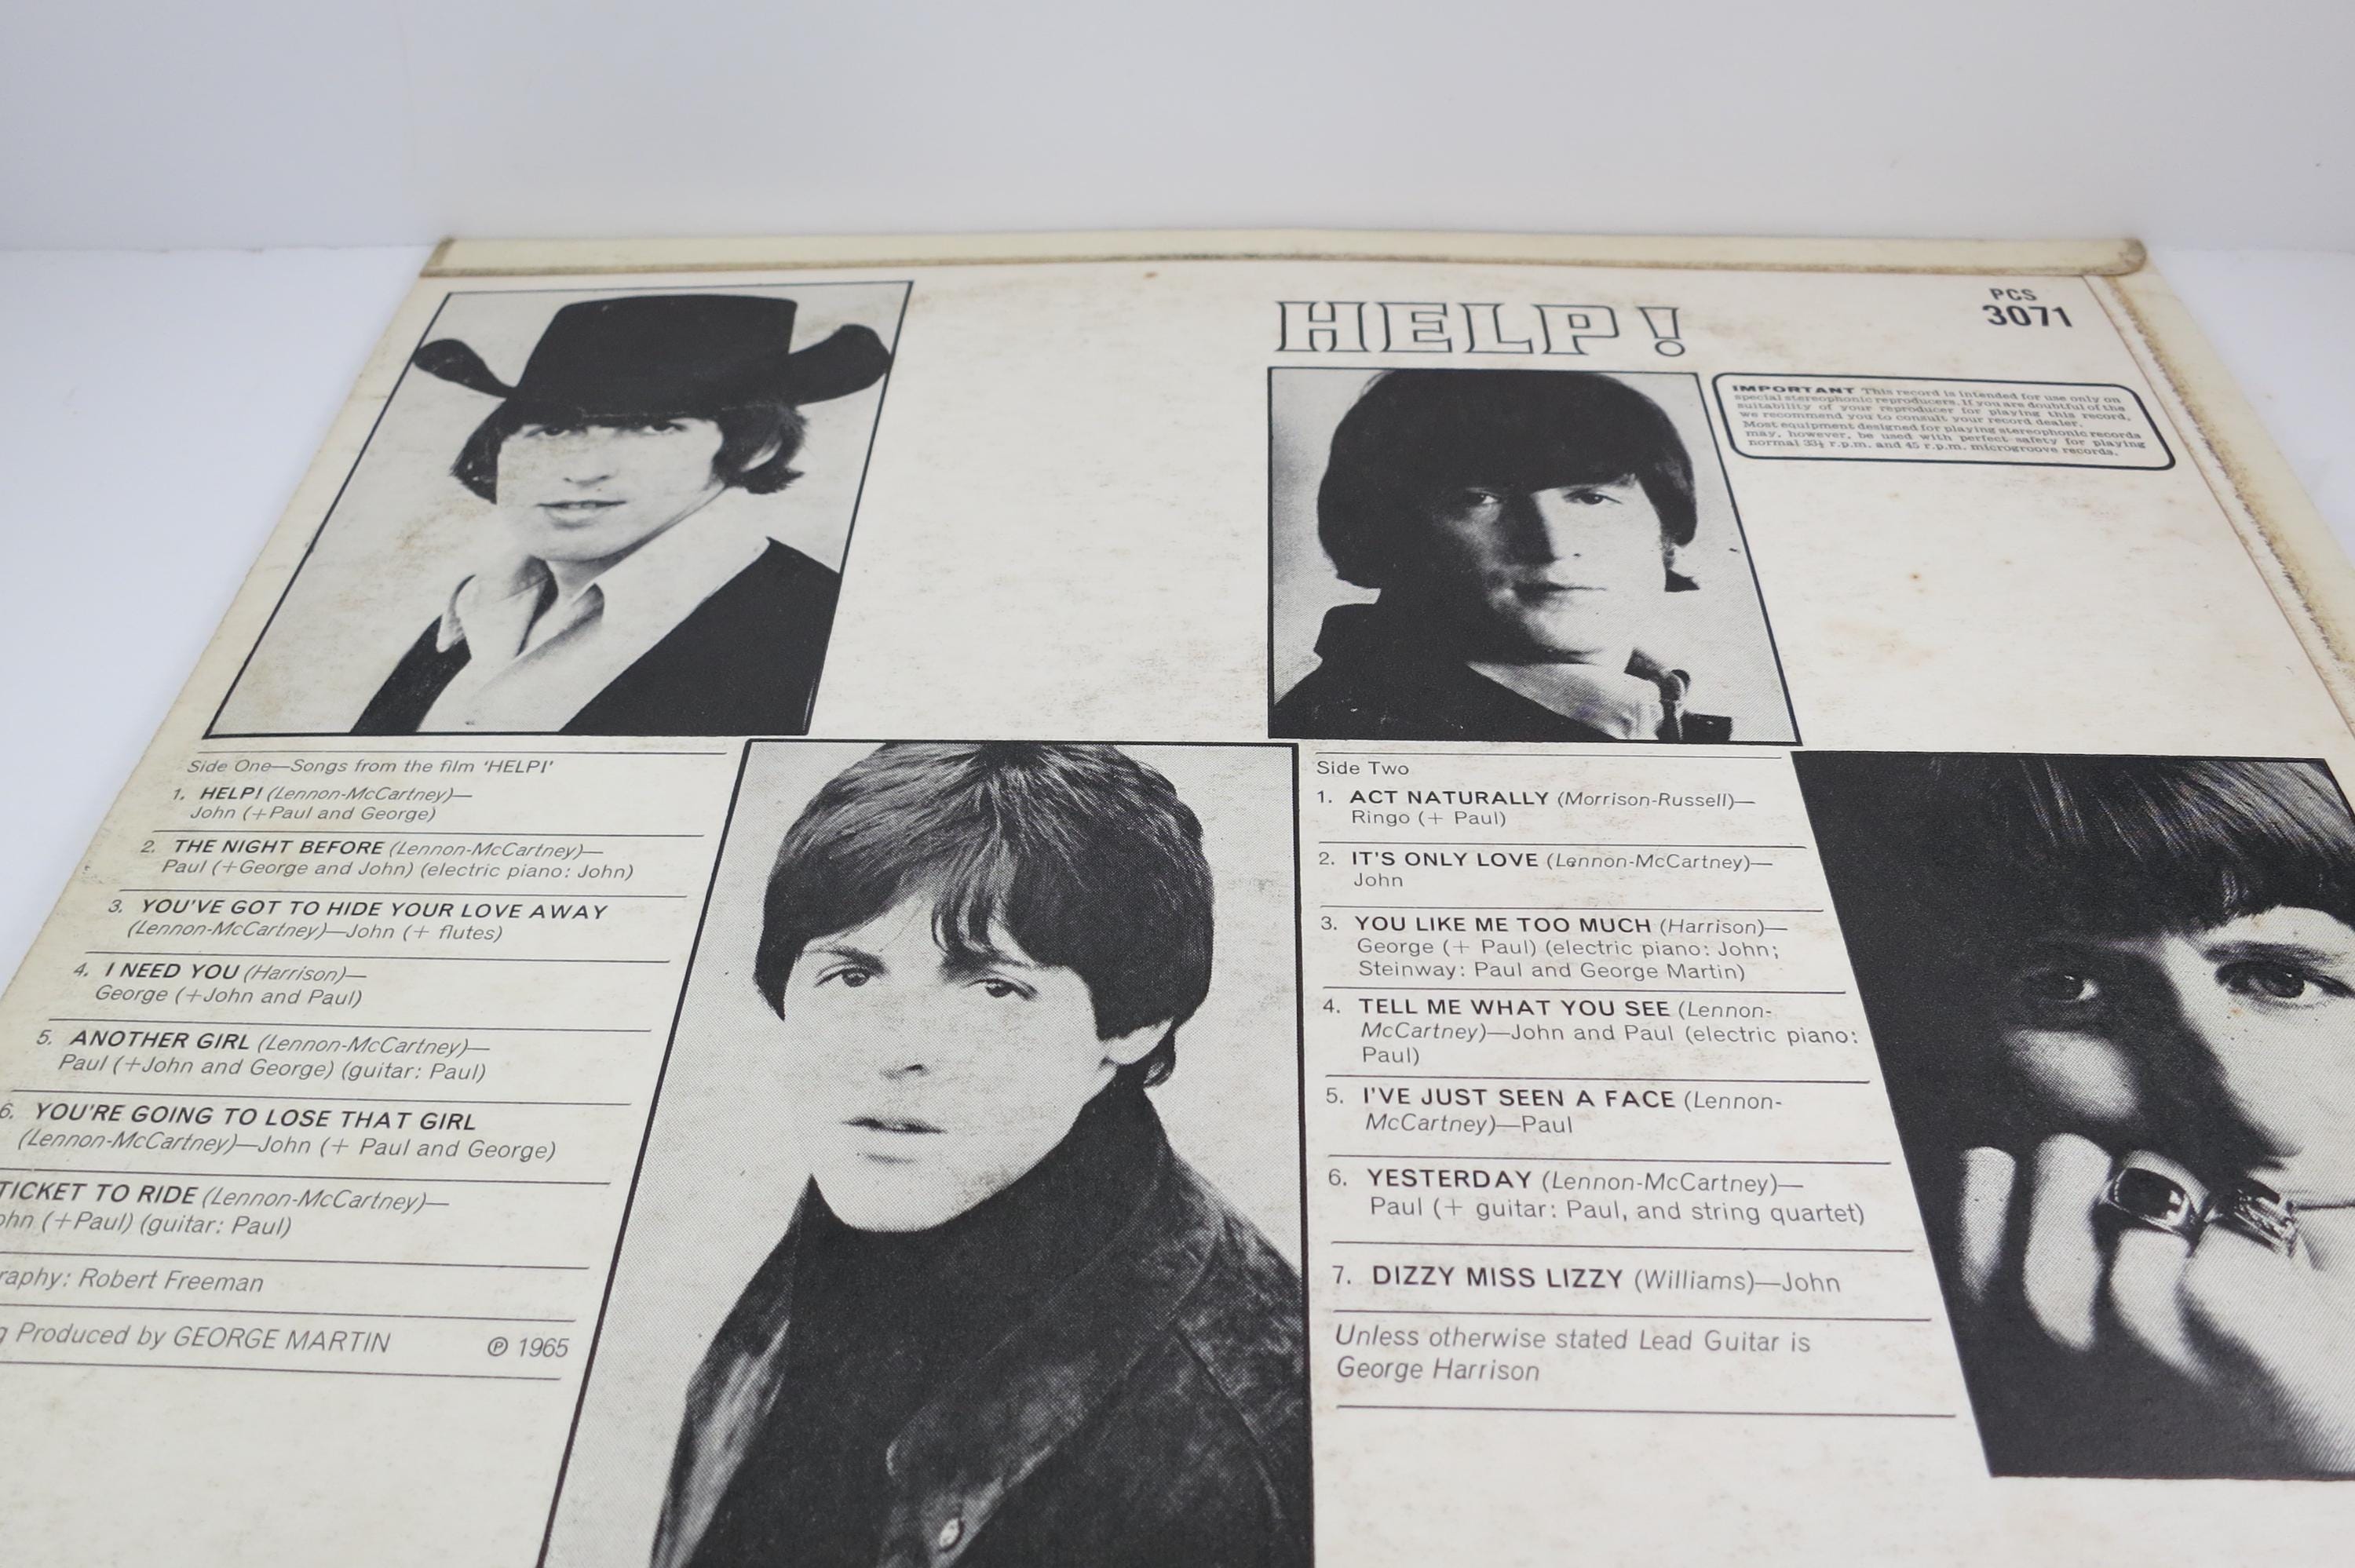 HELP!
PCS
3071
IMPORTANT This record is intended for use only on
special stereophonic reproducers. If you are doubtful of the
suitability of your reproducer for playing this record,
we recommend you to consult your record dealer.
Most equipment designed for playing stereophonic records
may, however, be used with perfect safety for playing
normal 33⅓ r.p.m. and 45 r.p.m. microgroove records.
Side One—Songs from the film 'HELP!'
1. HELP! (Lennon-McCartney)—
John (+Paul and George)
2. THE NIGHT BEFORE (Lennon-McCartney)—
Paul (+George and John) (electric piano: John)
3. YOU'VE GOT TO HIDE YOUR LOVE AWAY
(Lennon-McCartney)—John (+ flutes)
4. I NEED YOU (Harrison)—
George (+John and Paul)
5. ANOTHER GIRL (Lennon-McCartney)—
Paul (+John and George) (guitar: Paul)
6. YOU'RE GOING TO LOSE THAT GIRL
(Lennon-McCartney)—John (+ Paul and George)
TICKET TO RIDE (Lennon-McCartney)—
ohn (+Paul) (guitar: Paul)
raphy: Robert Freeman
g Produced by GEORGE MARTIN ℗ 1965
Side Two
1. ACT NATURALLY (Morrison-Russell)—
Ringo (+ Paul)
2. IT'S ONLY LOVE (Lennon-McCartney)—
John
3. YOU LIKE ME TOO MUCH (Harrison)—
George (+ Paul) (electric piano: John;
Steinway: Paul and George Martin)
4. TELL ME WHAT YOU SEE (Lennon-
McCartney)—John and Paul (electric piano:
Paul)
5. I'VE JUST SEEN A FACE (Lennon-
McCartney)—Paul
6. YESTERDAY (Lennon-McCartney)—
Paul (+ guitar: Paul, and string quartet)
7. DIZZY MISS LIZZY (Williams)—John
Unless otherwise stated Lead Guitar is
George Harrison